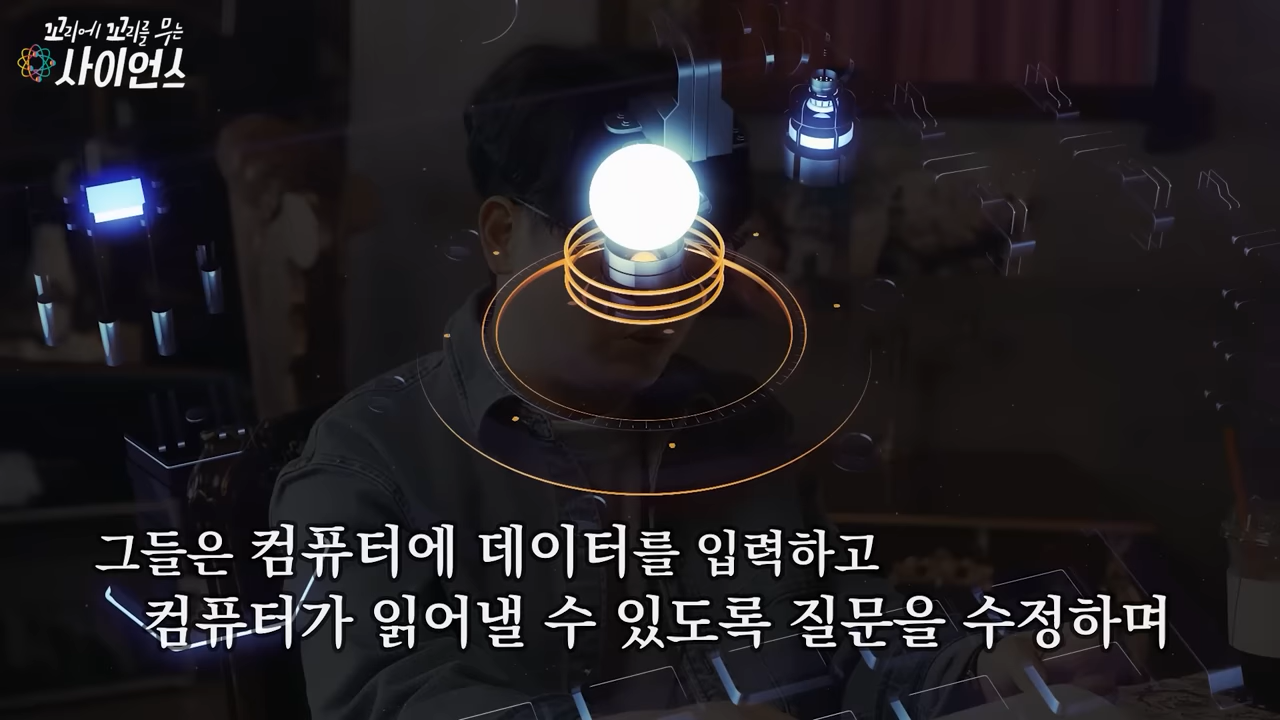 꼬리에 꼬리를 무는
사이언스
그들은 컴퓨터에 데이터를 입력하고
컴퓨터가 읽어낼 수 있도록 질문을 수정하며